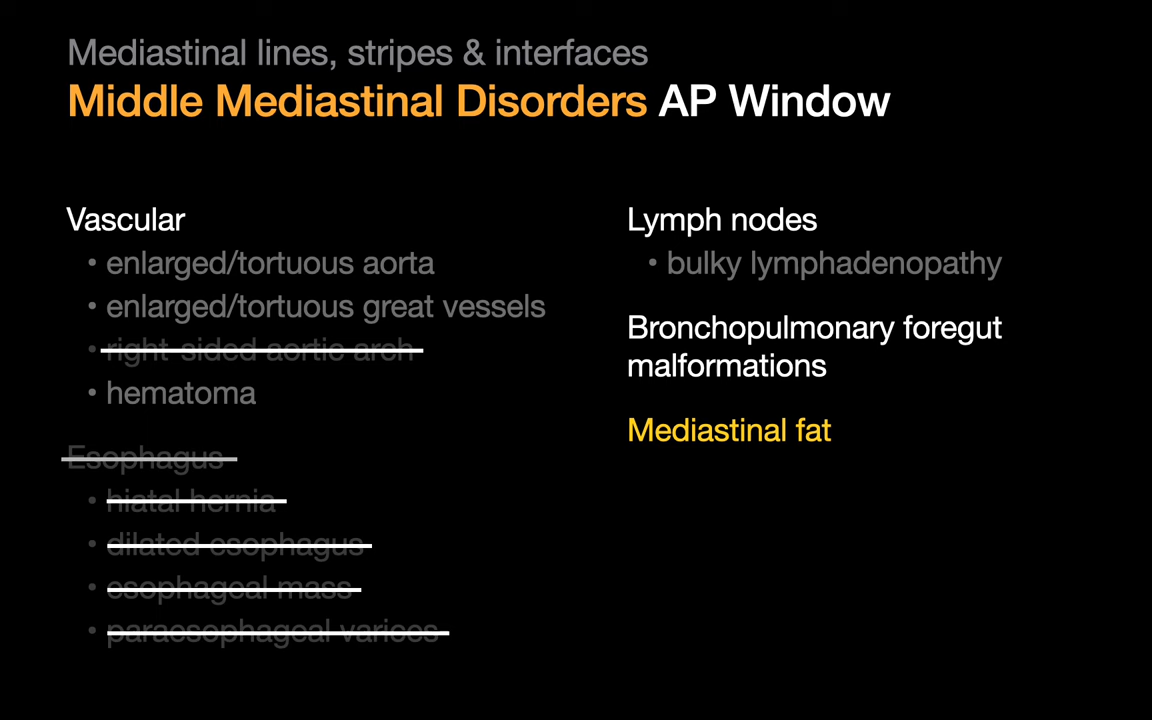 Mediastinal lines, stripes & interfaces
Middle Mediastinal Disorders AP Window
Vascular
• enlarged/tortuous aorta
• enlarged/tortuous great vessels
• right-sided aortic arch
• hematoma
Esophagus
• hiatal hernia
• dilated esophagus
• esophageal mass
• paraesophageal varices
Lymph nodes
• bulky lymphadenopathy
Bronchopulmonary foregut
malformations
Mediastinal fat